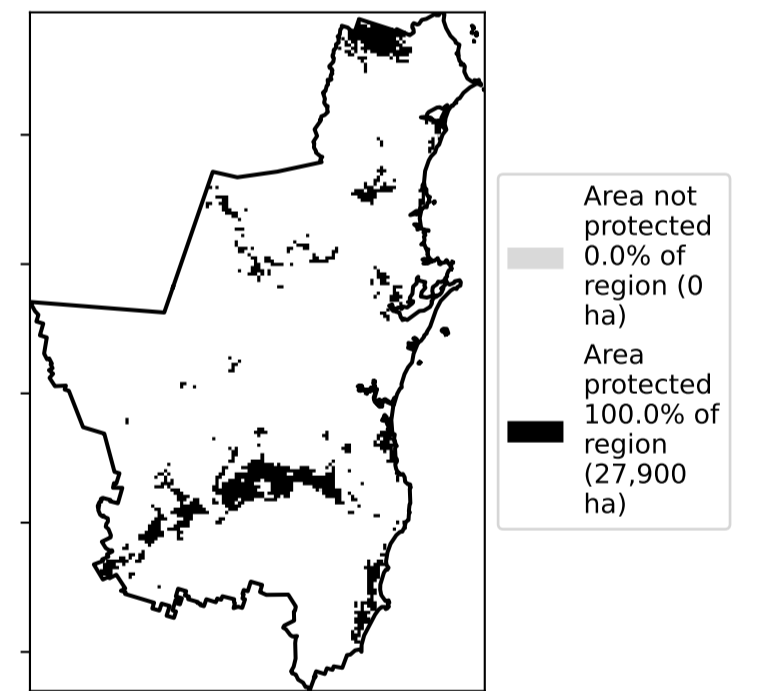 Area not
protected
0.0% of
region (0
ha)
Area
protected
100.0% of
region
(27,900
ha)